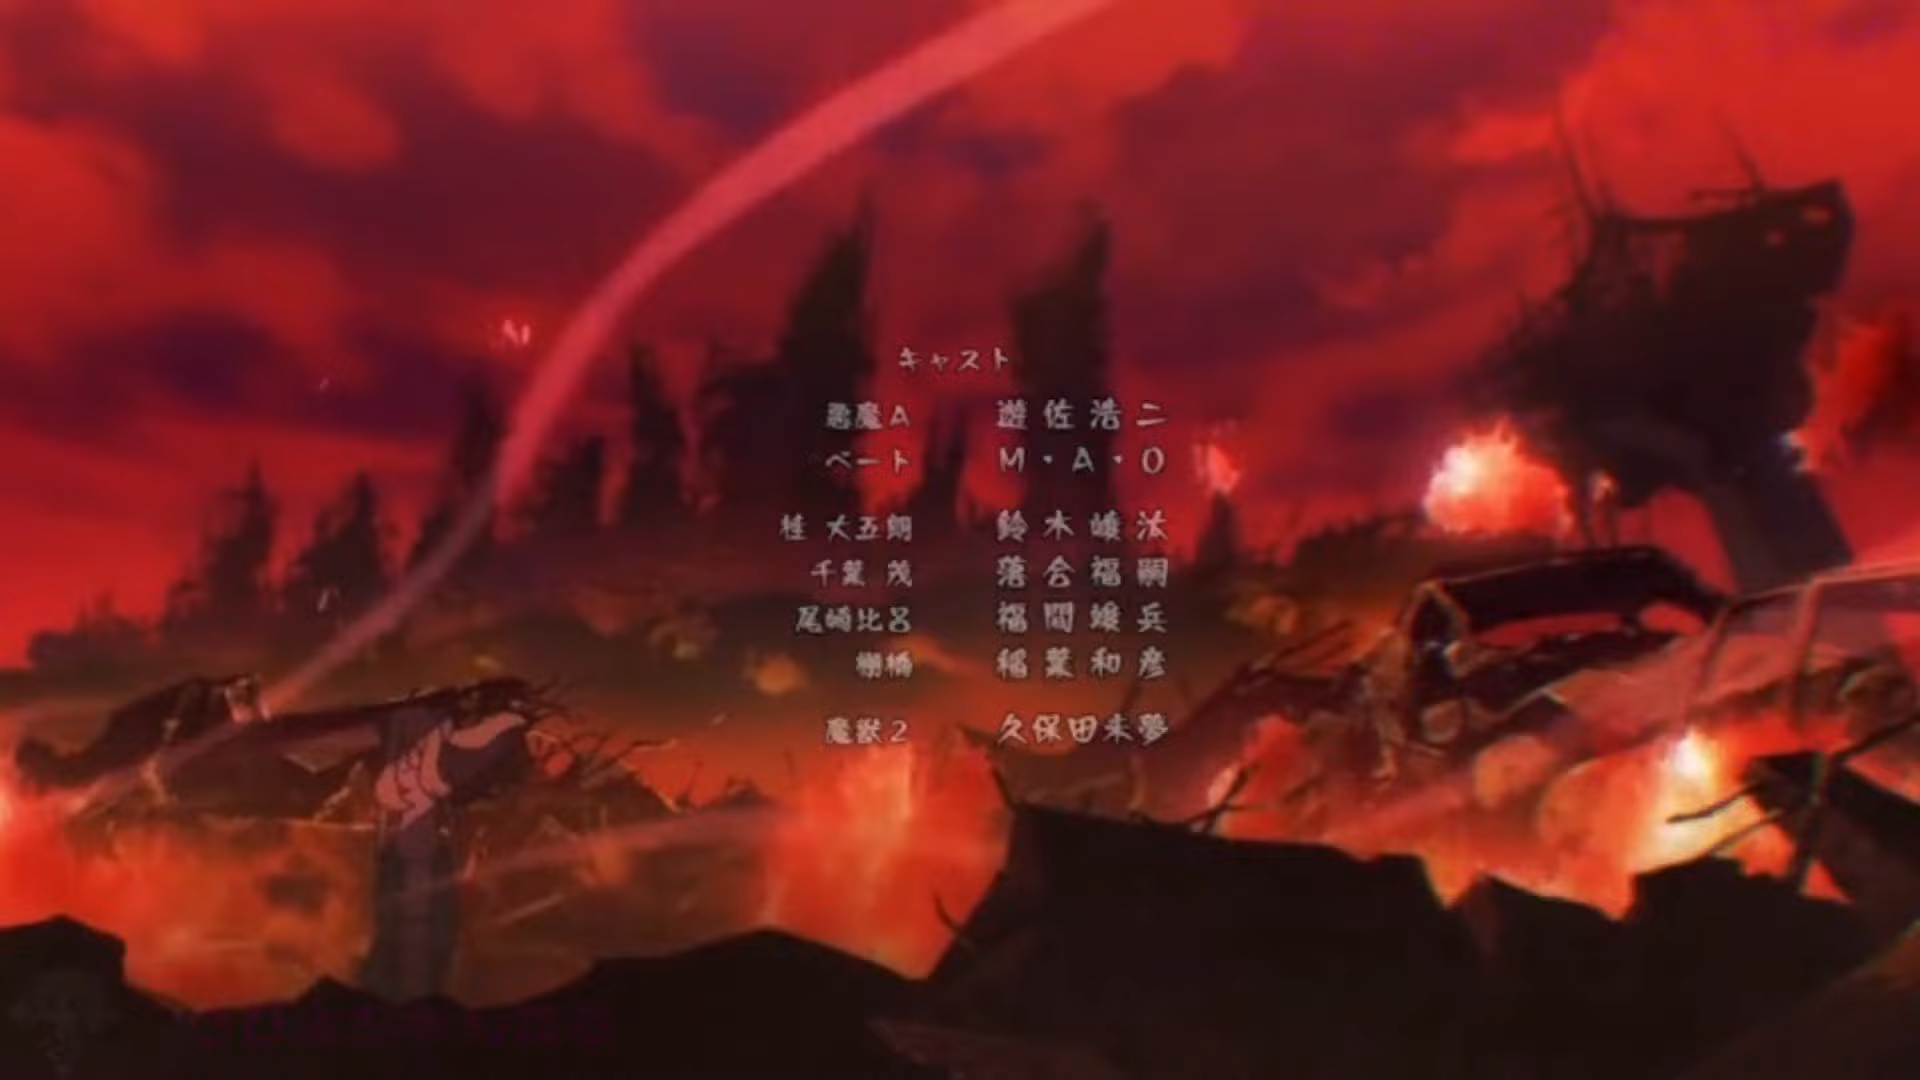 キャスト
悪魔A 遊佐浩二
ベート M・A・O
桂 大五朗 鈴木崚汰
千葉 茂 落合福嗣
尾崎比呂 福間竣兵
棚橋 稲葉和彦
魔獣2 久保田未夢